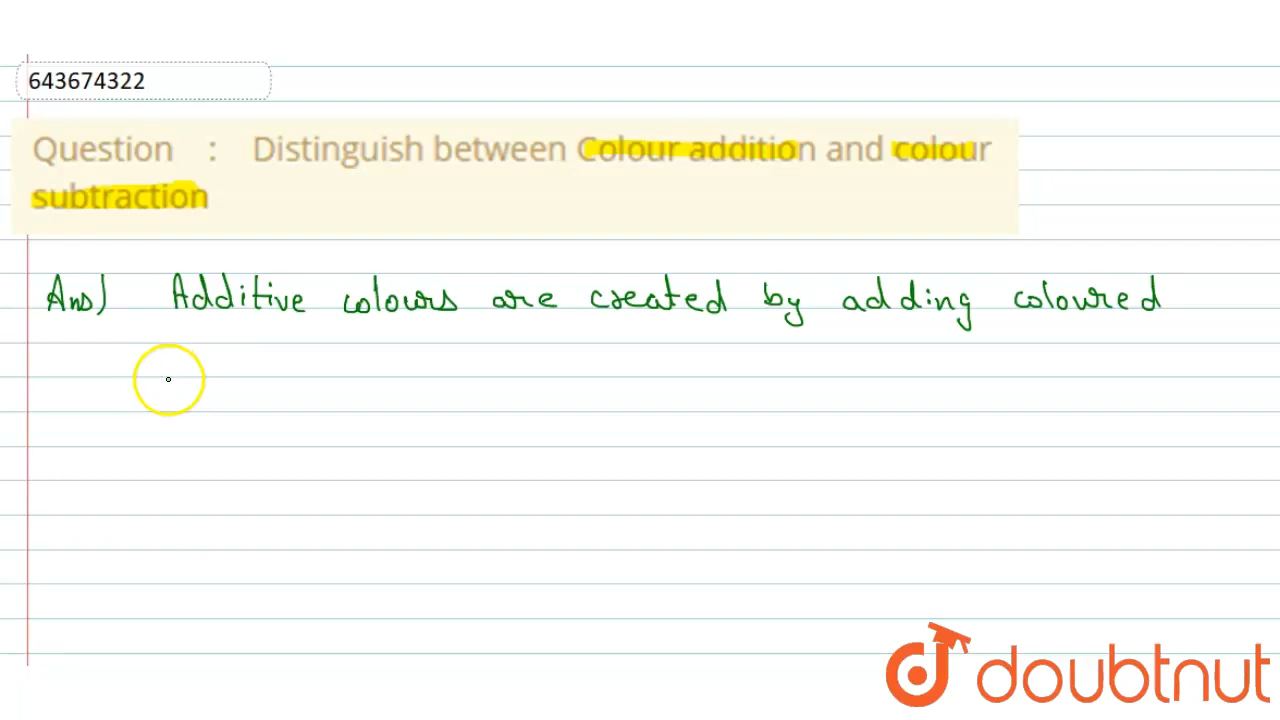 643674322
Question : Distinguish between Colour addition and colour
subtraction
Ans) Additive colours are created by adding coloured
doubtnut